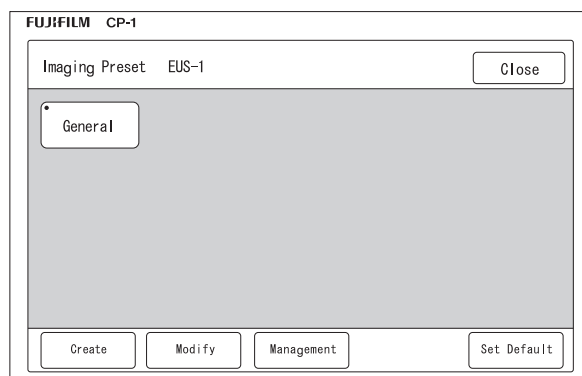 FUJIFILM CP-1
Imaging Preset EUS-1
Close
General
Create Modify Management Set Default